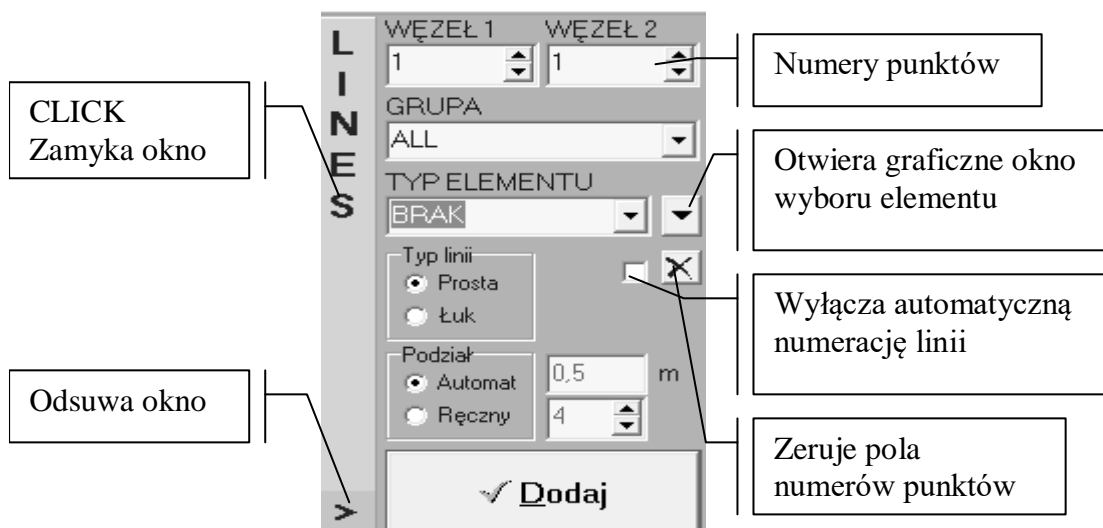 CLICK
Zamyka okno
Odsuwa okno
LINES
>
WĘZEŁ 1 WĘZEŁ 2
1 1
GRUPA
ALL
TYP ELEMENTU
BRAK
Typ linii
Prosta
Łuk
Podział
Automat 0,5 m
Ręczny 4
Dodaj
Numery punktów
Otwiera graficzne okno
wyboru elementu
Wyłącza automatyczną
numerację linii
Zeruje pola
numerów punktów